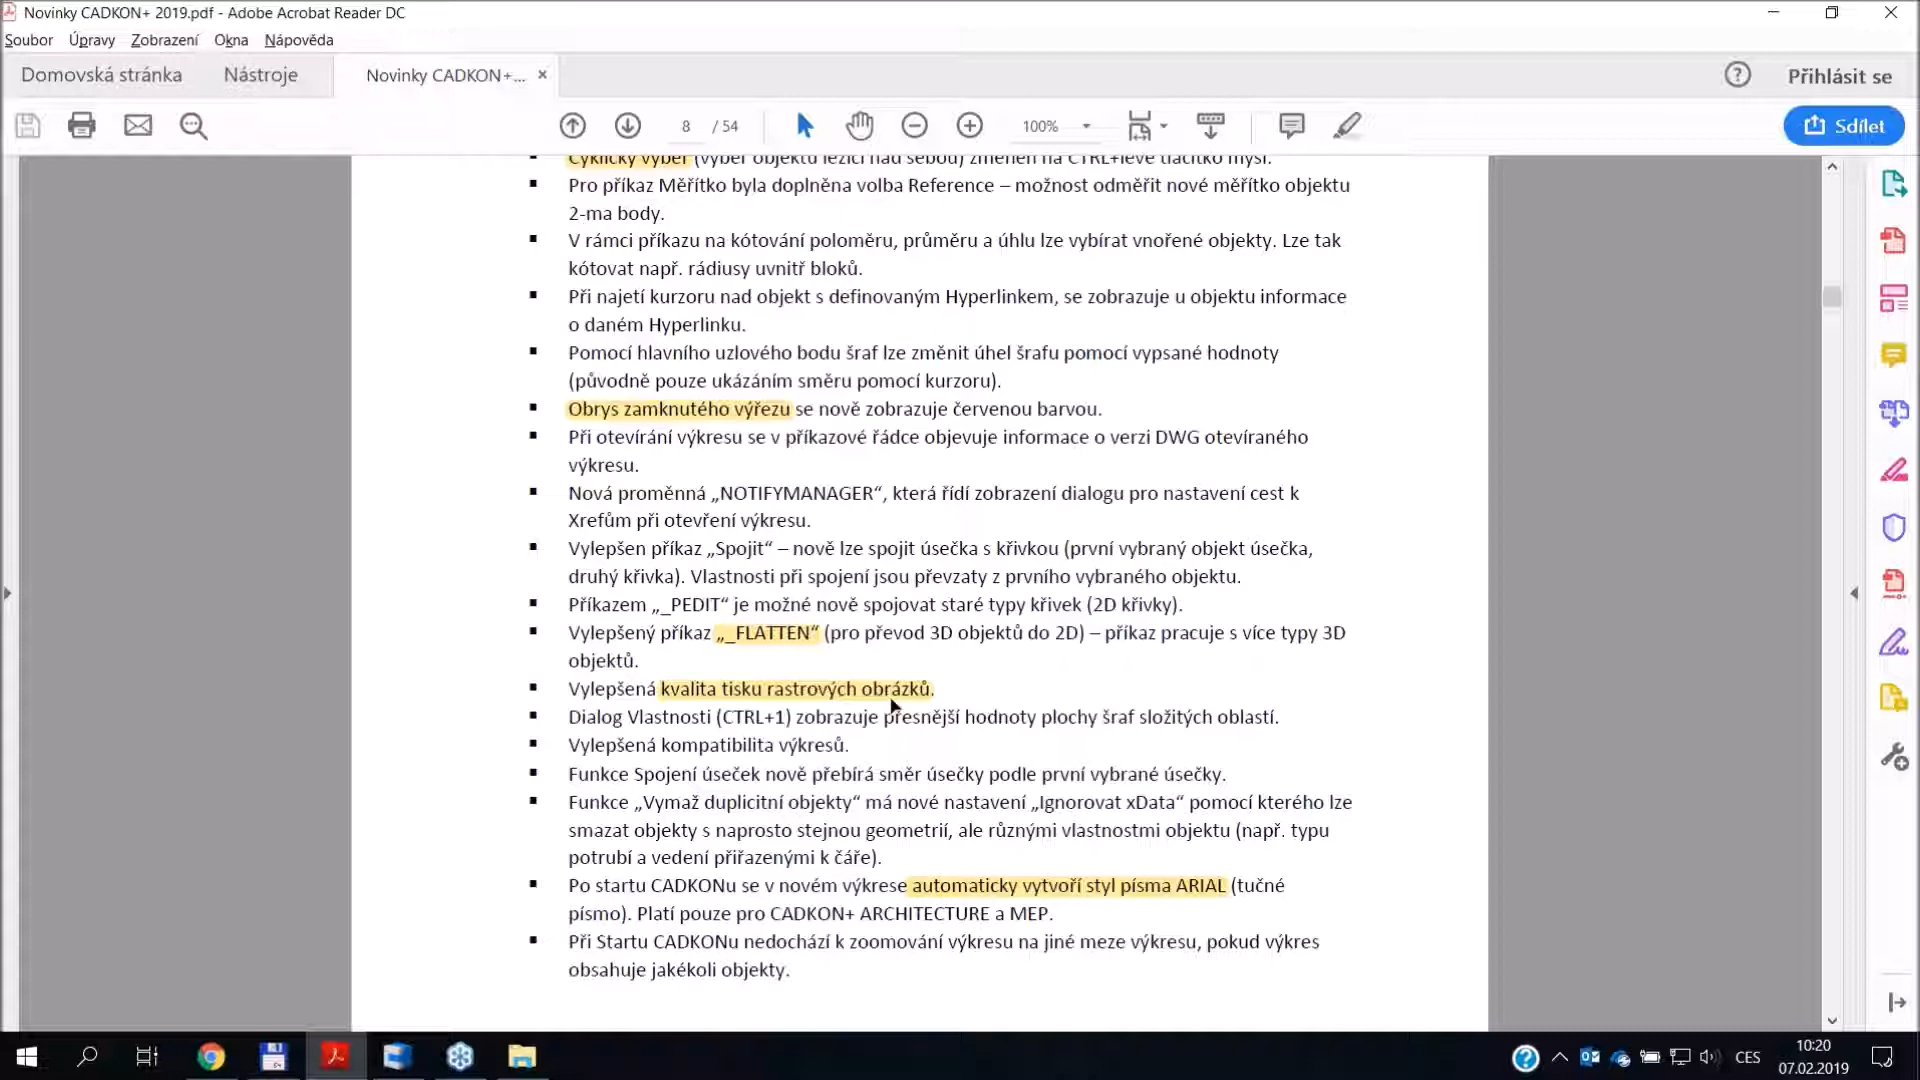 Novinky CADKON+ 2019.pdf - Adobe Acrobat Reader DC
Soubor Úpravy Zobrazení Okna Nápověda
Domovská stránka Nástroje Novinky CADKON+... × Přihlásit se
8 / 54 100% Sdílet
Cyklický výběr (výběr objektů ležící nad sebou) změněn na CTRL+levé tlačítko myši.
▪ Pro příkaz Měřítko byla doplněna volba Reference – možnost odměřit nové měřítko objektu
2-ma body.
▪ V rámci příkazu na kótování poloměru, průměru a úhlu lze vybírat vnořené objekty. Lze tak
kótovat např. rádiusy uvnitř bloků.
▪ Při najetí kurzoru nad objekt s definovaným Hyperlinkem, se zobrazuje u objektu informace
o daném Hyperlinku.
▪ Pomocí hlavního uzlového bodu šraf lze změnit úhel šrafu pomocí vypsané hodnoty
(původně pouze ukázáním směru pomocí kurzoru).
▪ Obrys zamknutého výřezu se nově zobrazuje červenou barvou.
▪ Při otevírání výkresu se v příkazové řádce objevuje informace o verzi DWG otevíraného
výkresu.
▪ Nová proměnná „NOTIFYMANAGER“, která řídí zobrazení dialogu pro nastavení cest k
Xrefům při otevření výkresu.
▪ Vylepšen příkaz „Spojit“ – nově lze spojit úsečka s křivkou (první vybraný objekt úsečka,
druhý křivka). Vlastnosti při spojení jsou převzaty z prvního vybraného objektu.
▪ Příkazem „_PEDIT“ je možné nově spojovat staré typy křivek (2D křivky).
▪ Vylepšený příkaz „_FLATTEN“ (pro převod 3D objektů do 2D) – příkaz pracuje s více typy 3D
objektů.
▪ Vylepšená kvalita tisku rastrových obrázků.
▪ Dialog Vlastnosti (CTRL+1) zobrazuje přesnější hodnoty plochy šraf složitých oblastí.
▪ Vylepšená kompatibilita výkresů.
▪ Funkce Spojení úseček nově přebírá směr úsečky podle první vybrané úsečky.
▪ Funkce „Vymaž duplicitní objekty“ má nové nastavení „Ignorovat xData“ pomocí kterého lze
smazat objekty s naprosto stejnou geometrií, ale různými vlastnostmi objektu (např. typu
potrubí a vedení přiřazenými k čáře).
▪ Po startu CADKONu se v novém výkrese automaticky vytvoří styl písma ARIAL (tučné
písmo). Platí pouze pro CADKON+ ARCHITECTURE a MEP.
▪ Při Startu CADKONu nedochází k zoomování výkresu na jiné meze výkresu, pokud výkres
obsahuje jakékoli objekty.
CES 10:20
07.02.2019